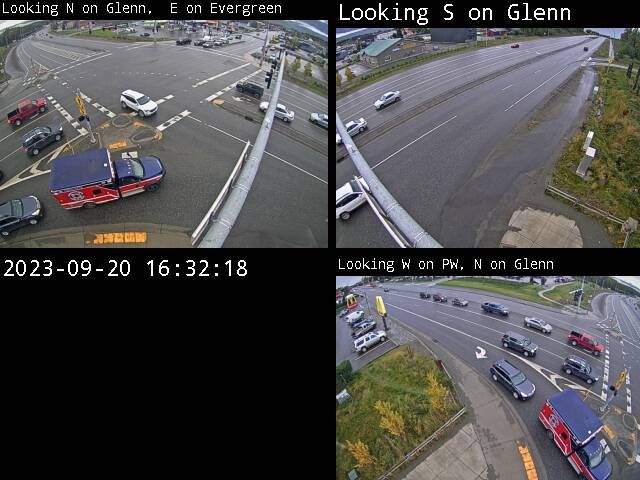 Looking N on Glenn,  E on Evergreen
Looking S on Glenn
2023-09-20 16:32:18
Looking W on PW, N on Glenn